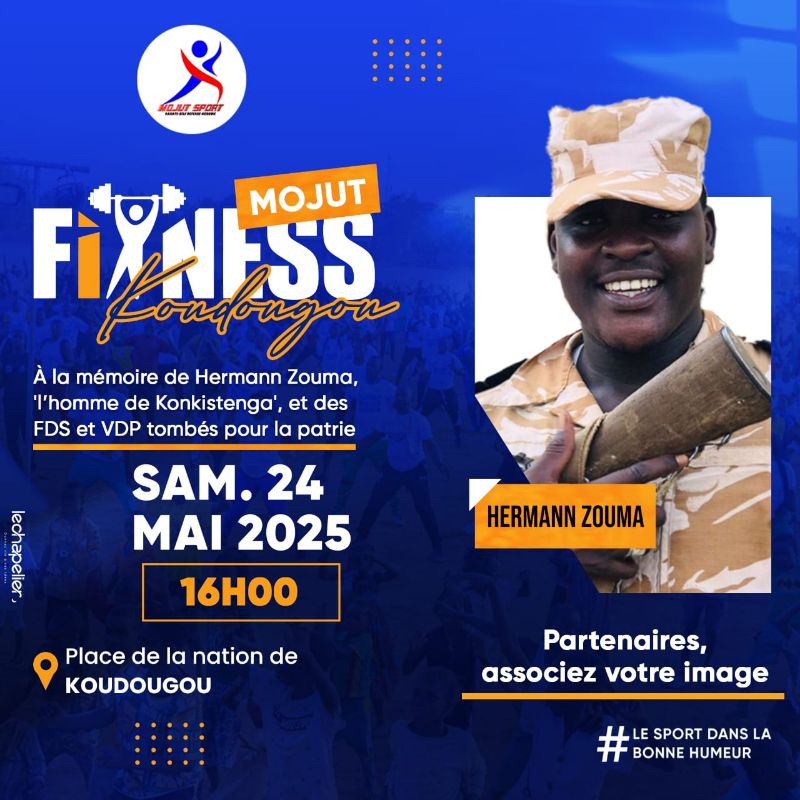 MOJUT SPORT
MOJUT
FiTNESS
Koudougou
À la mémoire de Hermann Zouma,
'l'homme de Konkistenga', et des
FDS et VDP tombés pour la patrie
SAM. 24
MAI 2025
16H00
Place de la nation de
KOUDOUGOU
lechapelier
HERMANN ZOUMA
Partenaires,
associez votre image
# LE SPORT DANS LA
BONNE HUMEUR